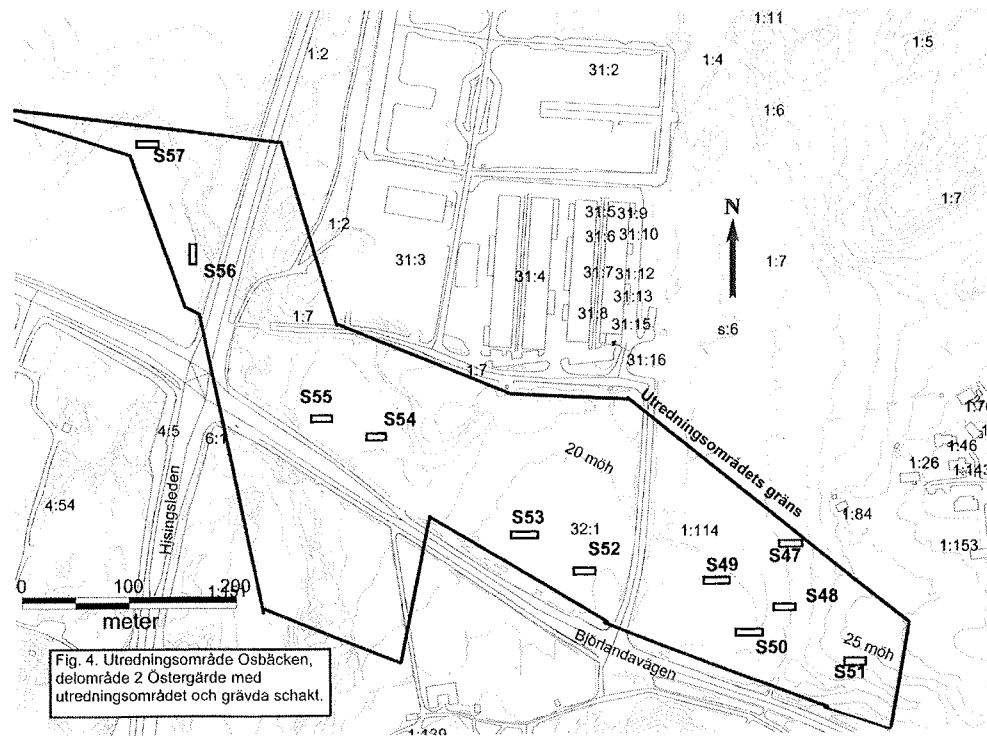 1:11
1:5
1:2
1:4
31:2
1:6
S57
1:7
31:5
31:9
1:2
31:6
31:10
N
S56
31:3
31:4
31:7
31:12
1:7
31:13
1:7
31:8
31:15
s:6
31:16
1:7
Utredningsområdets gräns
S55
S54
4:5
6:1
1:46
20 möh
1:26
1:143
4:54
Hisingsleden
1:84
S53
32:1
1:114
S47
1:153
S52
S49
0
100
200
meter
S48
S50
25 möh
Björlandavägen
S51
Fig. 4. Utredningsområde Osbäcken,
delområde 2 Östergärde med
utredningsområdet och grävda schakt.
1:139